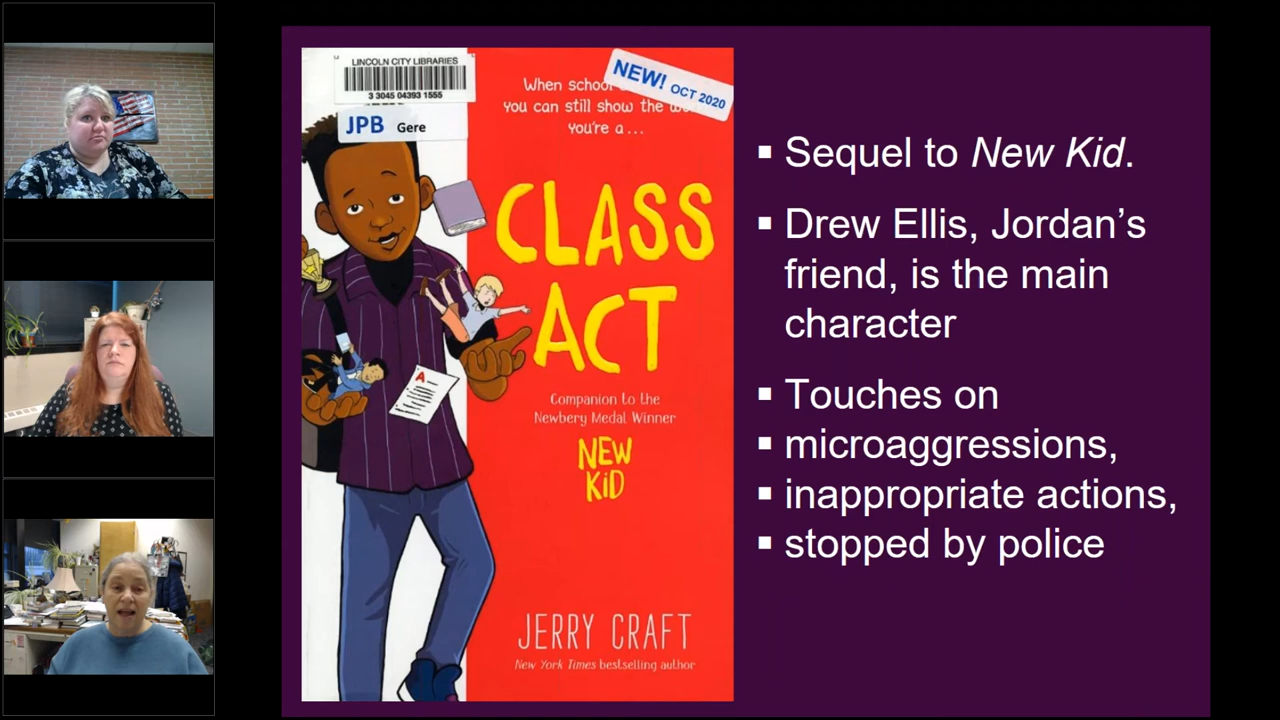 LINCOLN CITY LIBRARIES
3 3045 04393 1555
JPB Gere
NEW! OCT 2020
When school
you can still show the
you're a ...
CLASS
ACT
A
Companion to the
Newbery Medal Winner
NEW
KID
JERRY CRAFT
New York Times bestselling author
▪ Sequel to New Kid.
▪ Drew Ellis, Jordan's
friend, is the main
character
▪ Touches on
▪ microaggressions,
▪ inappropriate actions,
▪ stopped by police